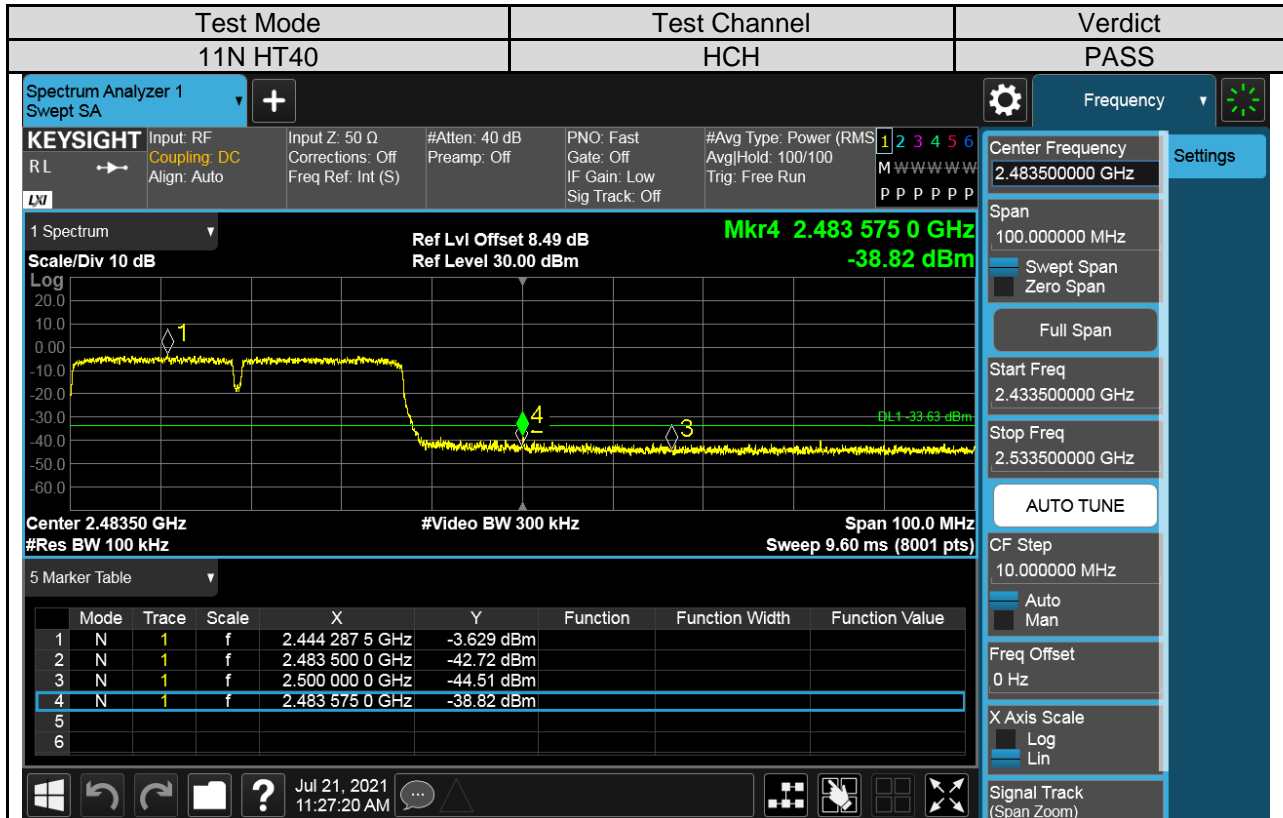 Test Mode Test Channel Verdict
11N HT40 HCH PASS
Spectrum Analyzer 1
Swept SA
+
Frequency
KEYSIGHT Input: RF Input Z: 50 Ω #Atten: 40 dB PNO: Fast #Avg Type: Power (RMS 1 2 3 4 5 6
RL Coupling: DC Corrections: Off Preamp: Off Gate: Off Avg|Hold: 100/100 M W W W W W
Align: Auto Freq Ref: Int (S) IF Gain: Low Trig: Free Run
LXI Sig Track: Off P P P P P P
1 Spectrum
Ref Lvl Offset 8.49 dB Mkr4 2.483 575 0 GHz
Scale/Div 10 dB Ref Level 30.00 dBm -38.82 dBm
Log
20.0
10.0
1
0.00
-10.0
-20.0
-30.0
4
DL1 -33.63 dBm
3
-40.0
-50.0
-60.0
Center 2.48350 GHz #Video BW 300 kHz Span 100.0 MHz
#Res BW 100 kHz Sweep 9.60 ms (8001 pts)
5 Marker Table
Mode Trace Scale X Y Function Function Width Function Value
1 N 1 f 2.444 287 5 GHz -3.629 dBm
2 N 1 f 2.483 500 0 GHz -42.72 dBm
3 N 1 f 2.500 000 0 GHz -44.51 dBm
4 N 1 f 2.483 575 0 GHz -38.82 dBm
5
6
?
Jul 21, 2021
11:27:20 AM
Center Frequency
2.483500000 GHz
Settings
Span
100.000000 MHz
Swept Span
Zero Span
Full Span
Start Freq
2.433500000 GHz
Stop Freq
2.533500000 GHz
AUTO TUNE
CF Step
10.000000 MHz
Auto
Man
Freq Offset
0 Hz
X Axis Scale
Log
Lin
Signal Track
(Span Zoom)